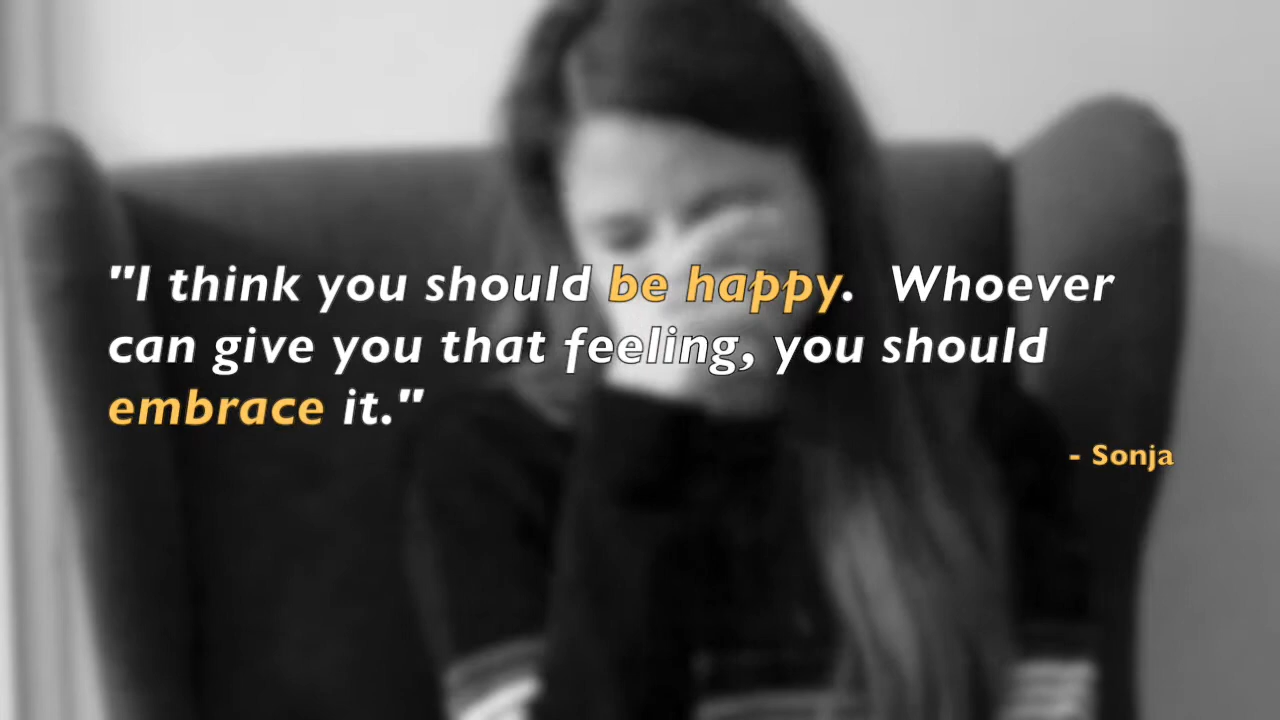 "I think you should be happy.  Whoever
can give you that feeling, you should
embrace it."
- Sonja